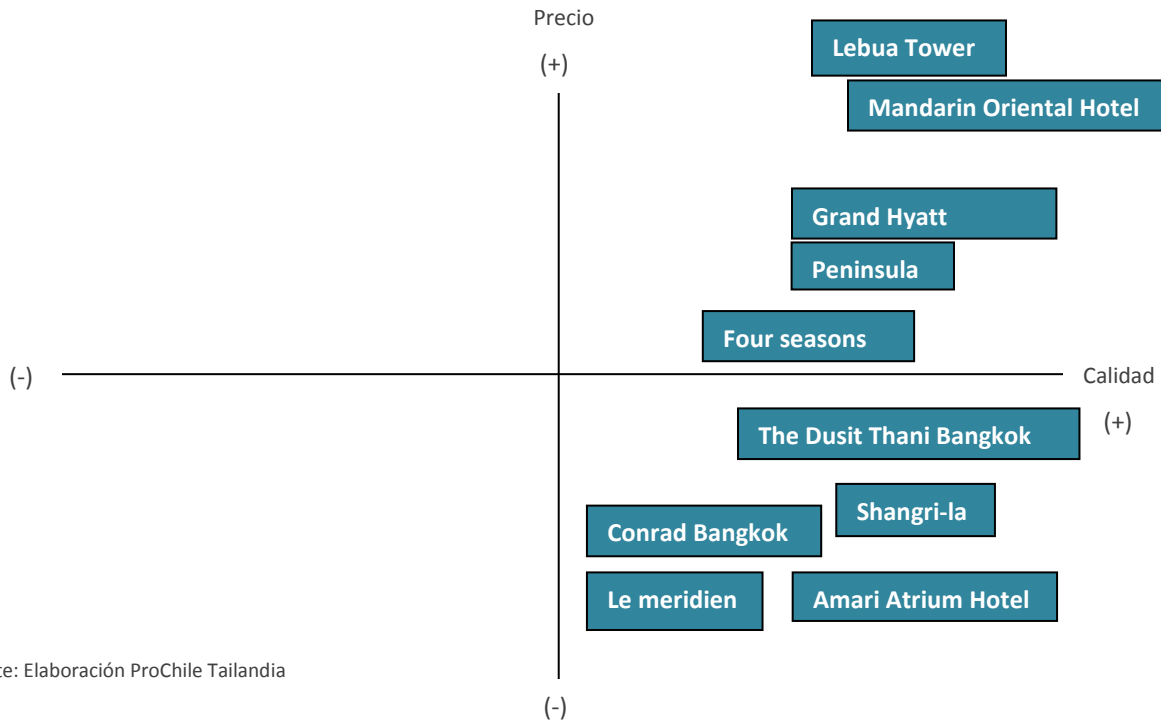 Precio
(+)
Lebua Tower
Mandarin Oriental Hotel
Grand Hyatt
Peninsula
Four seasons
(-)
Calidad
(+)
The Dusit Thani Bangkok
Shangri-la
Conrad Bangkok
Le meridien
Amari Atrium Hotel
te: Elaboración ProChile Tailandia
(-)